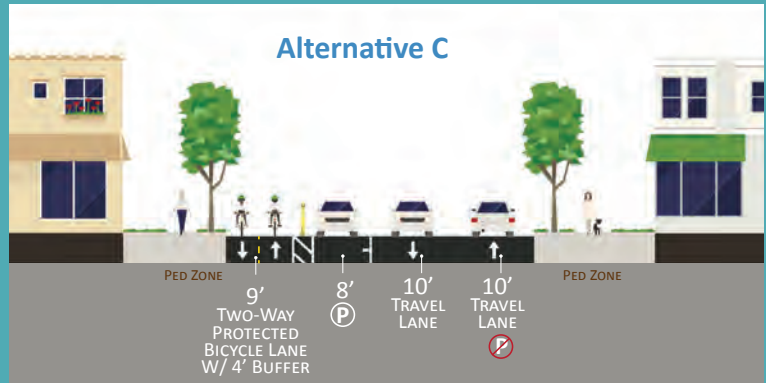 Alternative C
PED ZONE
PED ZONE
9’
TWO-WAY
PROTECTED
BICYCLE LANE
W/ 4’ BUFFER
8’
P
10’
TRAVEL
LANE
10’
TRAVEL
LANE
P